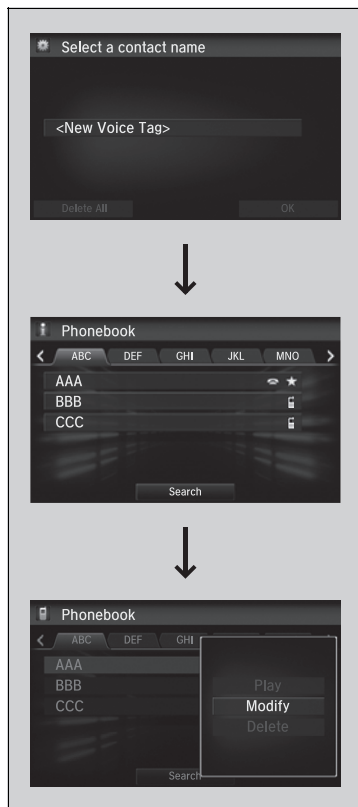 Select a contact name
<New Voice Tag>
Delete All OK
Phonebook
ABC DEF GHI JKL MNO
AAA
BBB
CCC
Search
Phonebook
ABC DEF GHI
AAA
BBB
CCC
Play
Modify
Delete
Search